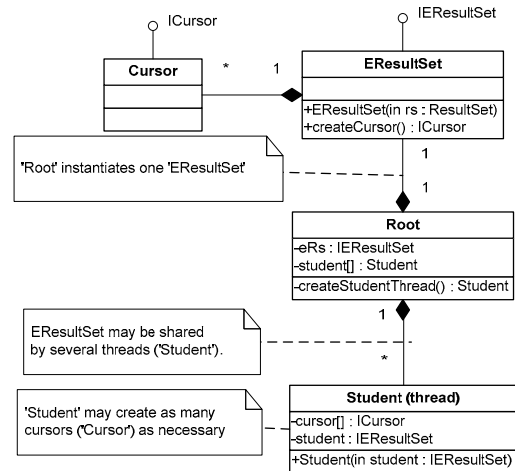 ICursor
IEResultSet
Cursor
*
1
EResultSet
+EResultSet(in rs : ResultSet)
+createCursor() : ICursor
1
'Root' instantiates one 'EResultSet'
1
Root
-eRs : IEResultSet
-student[] : Student
-createStudentThread() : Student
1
EResultSet may be shared
by several threads ('Student').
*
Student (thread)
'Student' may create as many
cursors ('Cursor') as necessary
-cursor[] : ICursor
-student : IEResultSet
+Student(in student : IEResultSet)